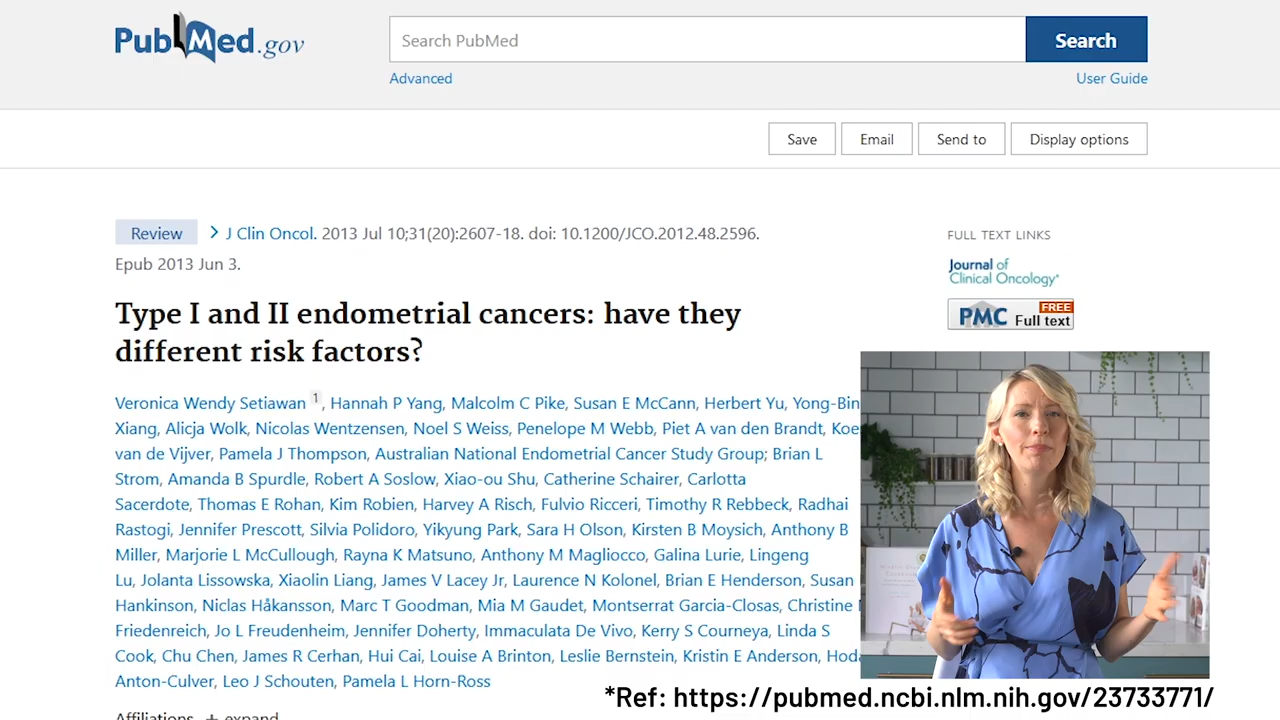 PubMed.gov
Search PubMed
Search
Advanced
User Guide
Save
Email
Send to
Display options
Review
J Clin Oncol. 2013 Jul 10;31(20):2607-18. doi: 10.1200/JCO.2012.48.2596.
Epub 2013 Jun 3.
FULL TEXT LINKS
Journal of
Clinical Oncology
FREE
PMC Full text
Type I and II endometrial cancers: have they
different risk factors?
Veronica Wendy Setiawan 1, Hannah P Yang, Malcolm C Pike, Susan E McCann, Herbert Yu, Yong-Bin
Xiang, Alicja Wolk, Nicolas Wentzensen, Noel S Weiss, Penelope M Webb, Piet A van den Brandt, Koe
van de Vijver, Pamela J Thompson, Australian National Endometrial Cancer Study Group; Brian L
Strom, Amanda B Spurdle, Robert A Soslow, Xiao-ou Shu, Catherine Schairer, Carlotta
Sacerdote, Thomas E Rohan, Kim Robien, Harvey A Risch, Fulvio Ricceri, Timothy R Rebbeck, Radhai
Rastogi, Jennifer Prescott, Silvia Polidoro, Yikyung Park, Sara H Olson, Kirsten B Moysich, Anthony B
Miller, Marjorie L McCullough, Rayna K Matsuno, Anthony M Magliocco, Galina Lurie, Lingeng
Lu, Jolanta Lissowska, Xiaolin Liang, James V Lacey Jr, Laurence N Kolonel, Brian E Henderson, Susan
Hankinson, Niclas Håkansson, Marc T Goodman, Mia M Gaudet, Montserrat Garcia-Closas, Christine
Friedenreich, Jo L Freudenheim, Jennifer Doherty, Immaculata De Vivo, Kerry S Courneya, Linda S
Cook, Chu Chen, James R Cerhan, Hui Cai, Louise A Brinton, Leslie Bernstein, Kristin E Anderson, Hoda
Anton-Culver, Leo J Schouten, Pamela L Horn-Ross
Affiliations + expand
*Ref: https://pubmed.ncbi.nlm.nih.gov/23733771/